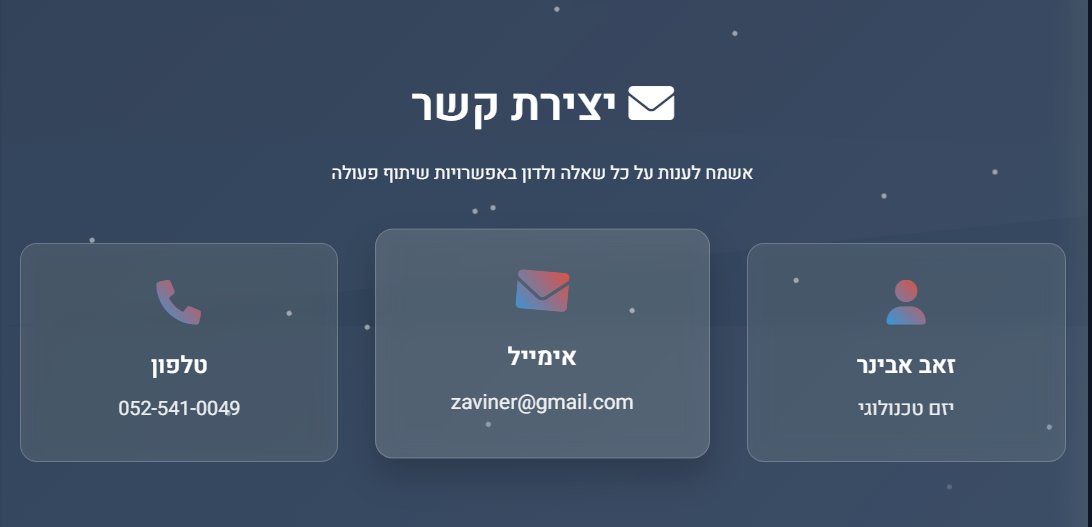 יצירת קשר
אשמח לענות על כל שאלה ולדון באפשרויות שיתוף פעולה
זאב אבינר
יזם טכנולוגי
אימייל
zaviner@gmail.com
טלפון
052-541-0049